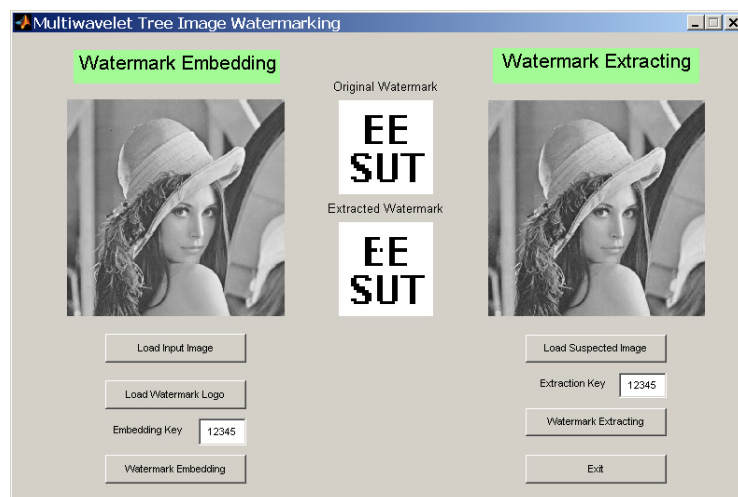 Multiwavelet Tree Image Watermarking
Watermark Embedding
Watermark Extracting
Original Watermark
EE
SUT
Extracted Watermark
EE
SUT
Load Input Image
Load Watermark Logo
Embedding Key 12345
Watermark Embedding
Load Suspected Image
Extraction Key 12345
Watermark Extracting
Exit